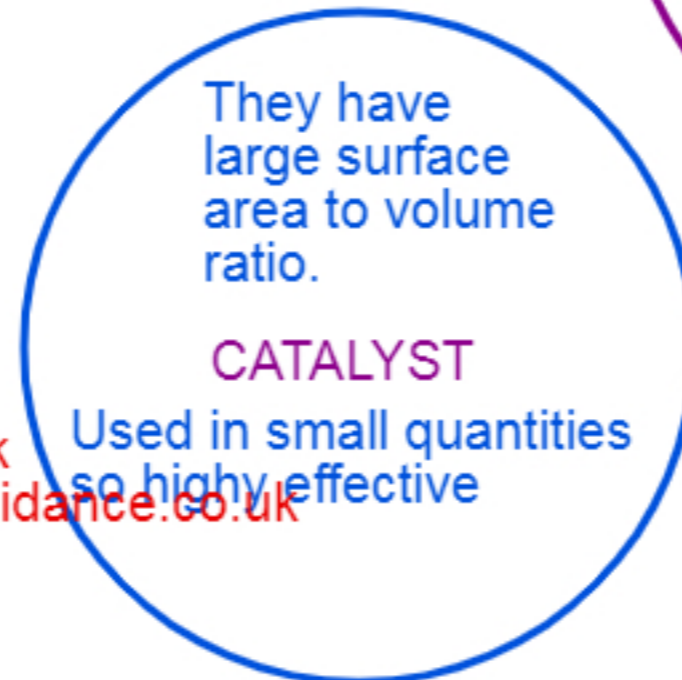 They have
large surface
area to volume
ratio.
CATALYST
Used in small quantities
so highy effective
idance.co.uk